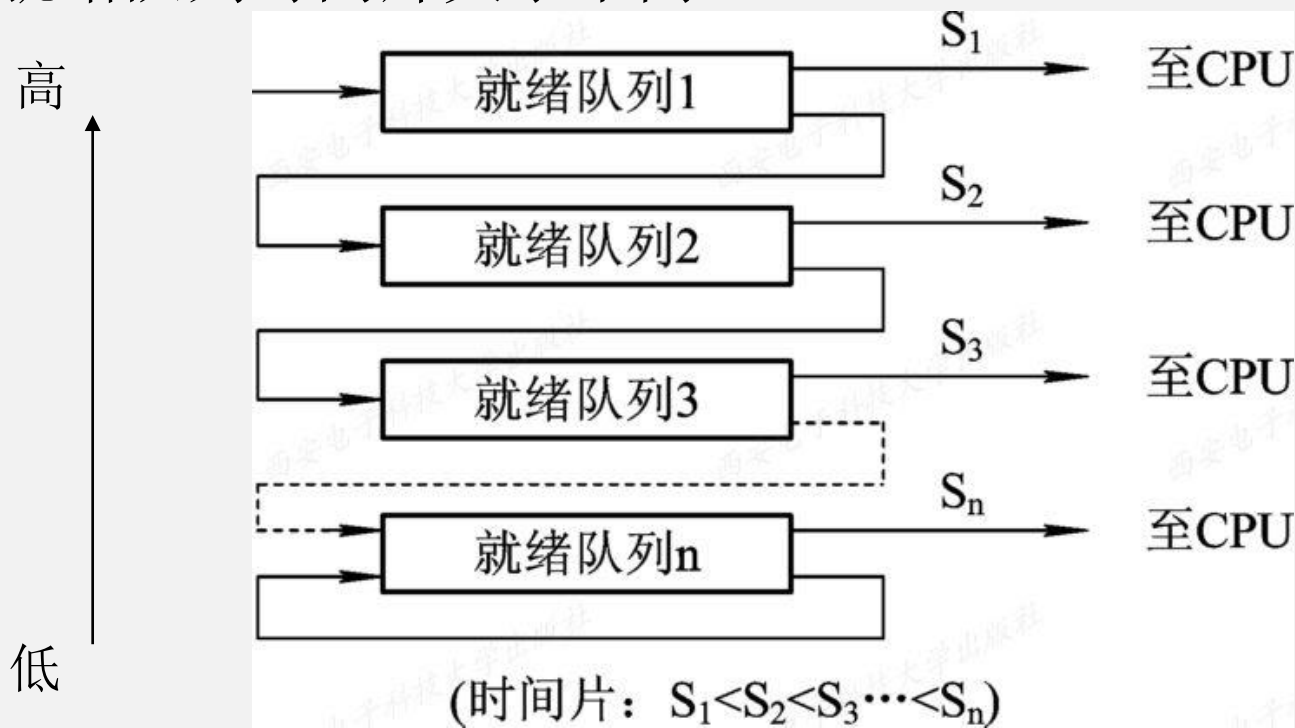 高
就绪队列1 S₁ 至CPU
就绪队列2 S₂ 至CPU
就绪队列3 S₃ 至CPU
就绪队列n Sₙ 至CPU
低
(时间片：S₁<S₂<S₃…<Sₙ)